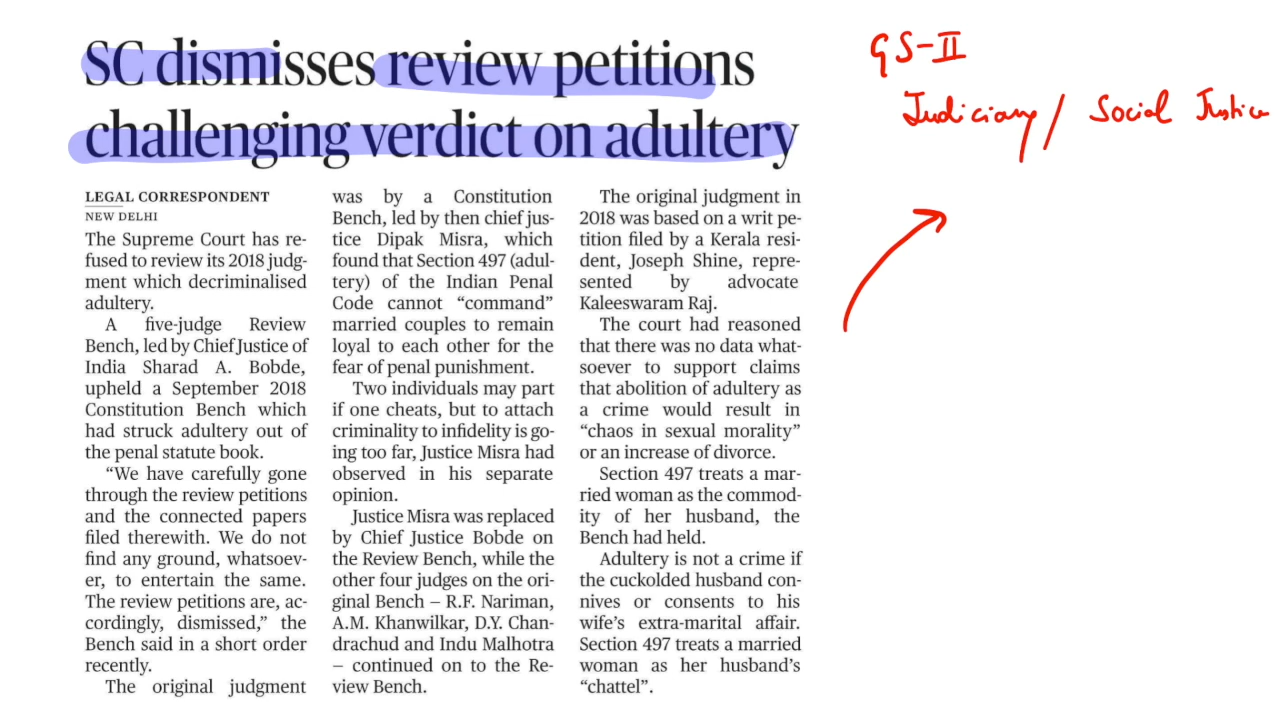 SC dismisses review petitions
challenging verdict on adultery
LEGAL CORRESPONDENT
NEW DELHI
The Supreme Court has re-
fused to review its 2018 judg-
ment which decriminalised
adultery.
A five-judge Review
Bench, led by Chief Justice of
India Sharad A. Bobde,
upheld a September 2018
Constitution Bench which
had struck adultery out of
the penal statute book.
“We have carefully gone
through the review petitions
and the connected papers
filed therewith. We do not
find any ground, whatsoev-
er, to entertain the same.
The review petitions are, ac-
cordingly, dismissed,” the
Bench said in a short order
recently.
The original judgment
was by a Constitution
Bench, led by then chief jus-
tice Dipak Misra, which
found that Section 497 (adul-
tery) of the Indian Penal
Code cannot “command”
married couples to remain
loyal to each other for the
fear of penal punishment.
Two individuals may part
if one cheats, but to attach
criminality to infidelity is go-
ing too far, Justice Misra had
observed in his separate
opinion.
Justice Misra was replaced
by Chief Justice Bobde on
the Review Bench, while the
other four judges on the ori-
ginal Bench – R.F. Nariman,
A.M. Khanwilkar, D.Y. Chan-
drachud and Indu Malhotra
– continued on to the Re-
view Bench.
The original judgment in
2018 was based on a writ pe-
tition filed by a Kerala resi-
dent, Joseph Shine, repre-
sented by advocate
Kaleeswaram Raj.
The court had reasoned
that there was no data what-
soever to support claims
that abolition of adultery as
a crime would result in
“chaos in sexual morality”
or an increase of divorce.
Section 497 treats a mar-
ried woman as the commod-
ity of her husband, the
Bench had held.
Adultery is not a crime if
the cuckolded husband con-
nives or consents to his
wife’s extra-marital affair.
Section 497 treats a married
woman as her husband’s
“chattel”.
GS-II
Judiciary / Social Justice